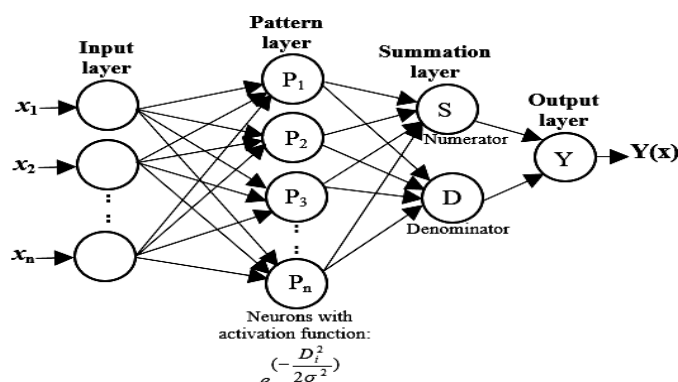 Input
layer
Pattern
layer
Summation
layer
Output
layer
x1
x2
⋮
xn
P1
P2
P3
⋮
Pn
S
Numerator
D
Denominator
Y
Y(x)
Neurons with
activation function:
e^(-D_i^2/2σ^2)